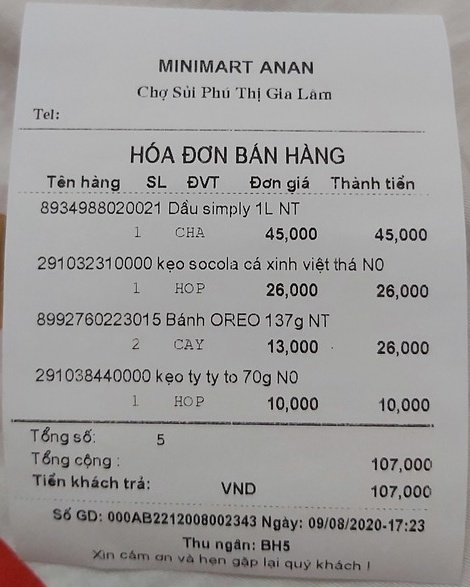 MINIMART ANAN
Chợ Sủi Phú Thị Gia Lâm
Tel:
HÓA ĐƠN BÁN HÀNG
Tên hàng SL ĐVT Đơn giá Thành tiền
8934988020021 Dầu simply 1L NT
1 CHA 45,000 45,000
291032310000 kẹo socola cá xinh việt thá N0
1 HOP 26,000 26,000
8992760223015 Bánh OREO 137g NT
2 CAY 13,000 26,000
291038440000 kẹo ty ty to 70g N0
1 HOP 10,000 10,000
Tổng số: 5
Tổng cộng : 107,000
Tiền khách trả: VND 107,000
Số GD: 000AB2212008002343 Ngày: 09/08/2020-17:23
Thu ngân: BH5
Xin cảm ơn và hẹn gặp lại quý khách !